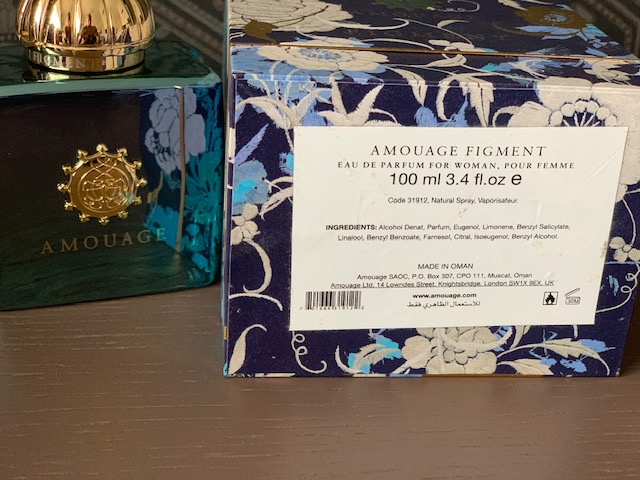 AMOUAGE
AMOUAGE FIGMENT
EAU DE PARFUM FOR WOMAN, POUR FEMME
100 ml 3.4 fl.oz e
Code 31912, Natural Spray, Vaporisateur.
INGREDIENTS: Alcohol Denat, Parfum, Eugenol, Limonene, Benzyl Salicylate,
Linalool, Benzyl Benzoate, Farnesol, Citral, Isoeugenol, Benzyl Alcohol.
MADE IN OMAN
Amouage SAOC, P.O. Box 307, CPO 111, Muscat, Oman
Amouage Ltd, 14 Lowndes Street, Knightsbridge, London SW1X 9EX, UK
www.amouage.com
للاستعمال الظاهري فقط